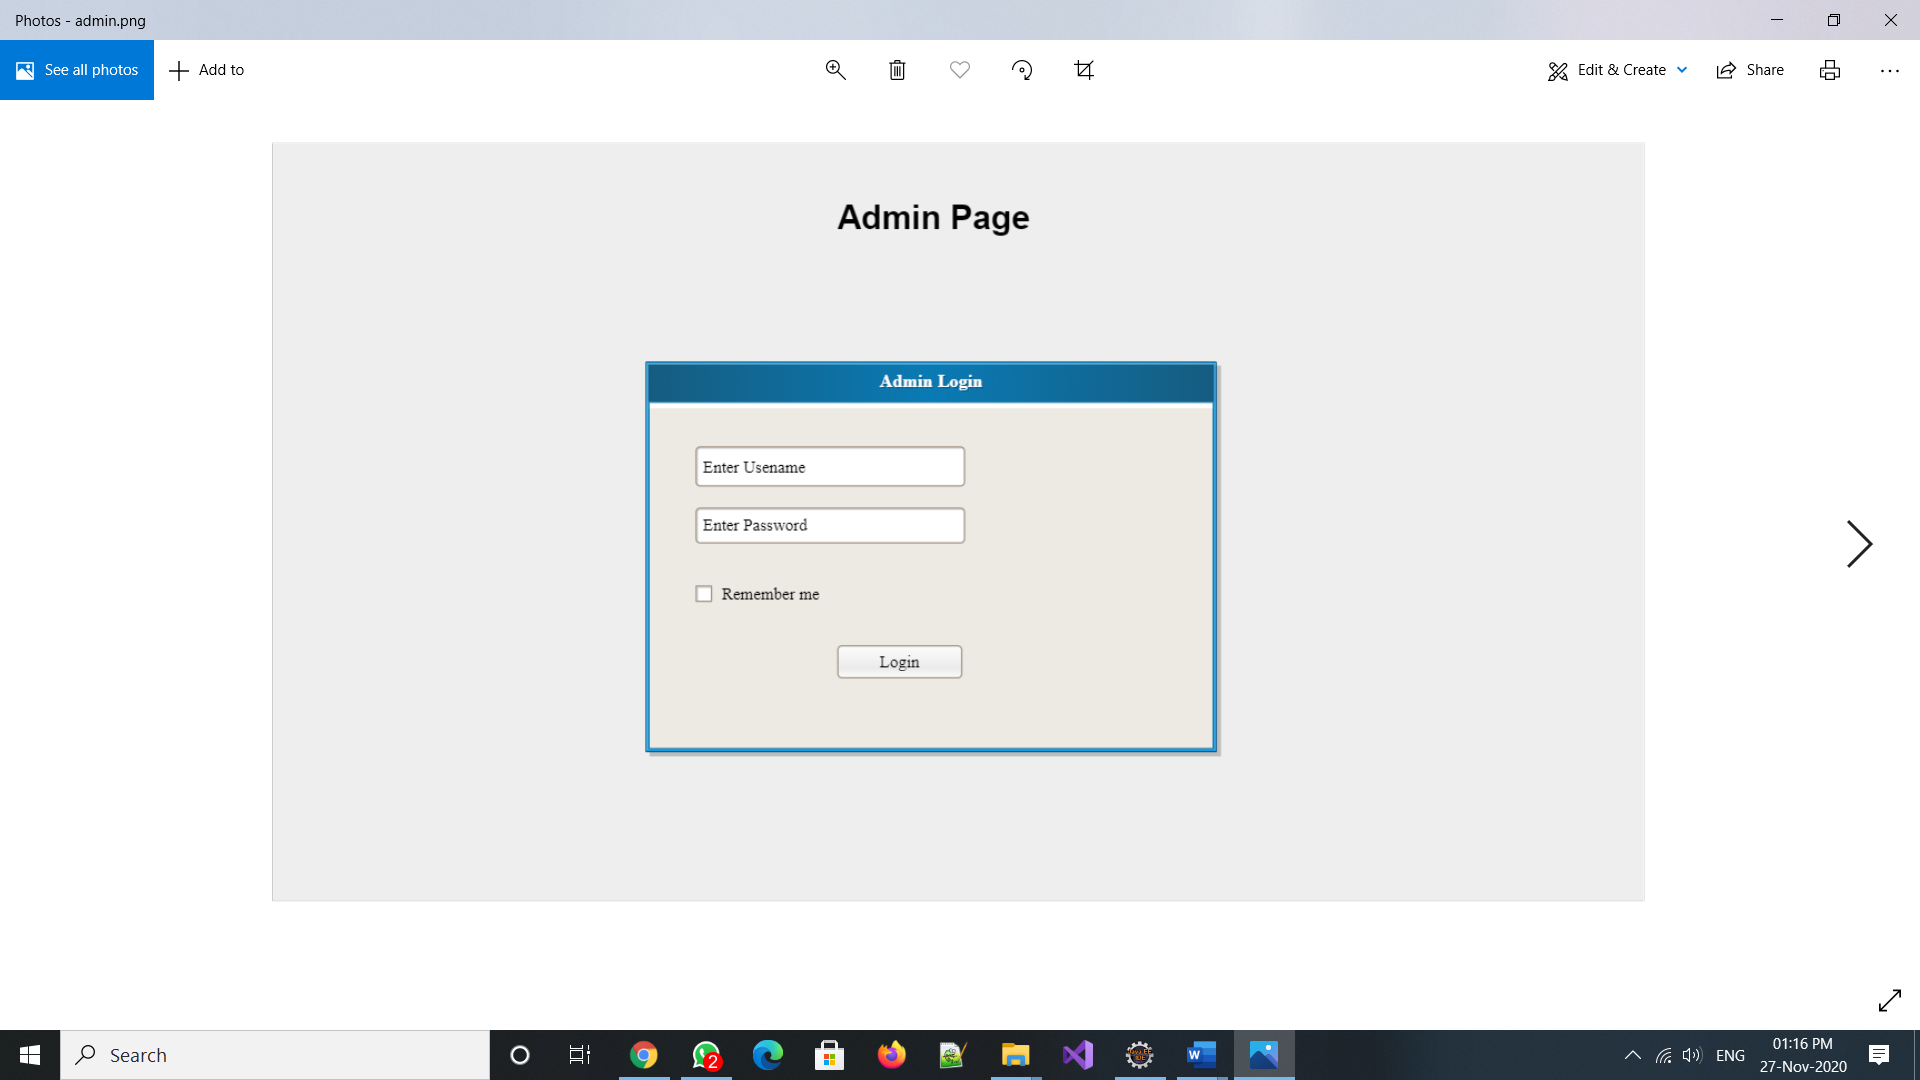 Photos - admin.png
See all photos
Add to
Edit & Create
Share
Admin Page
Admin Login
Enter Usename
Enter Password
Remember me
Login
Search
2
ENG
01:16 PM
27-Nov-2020